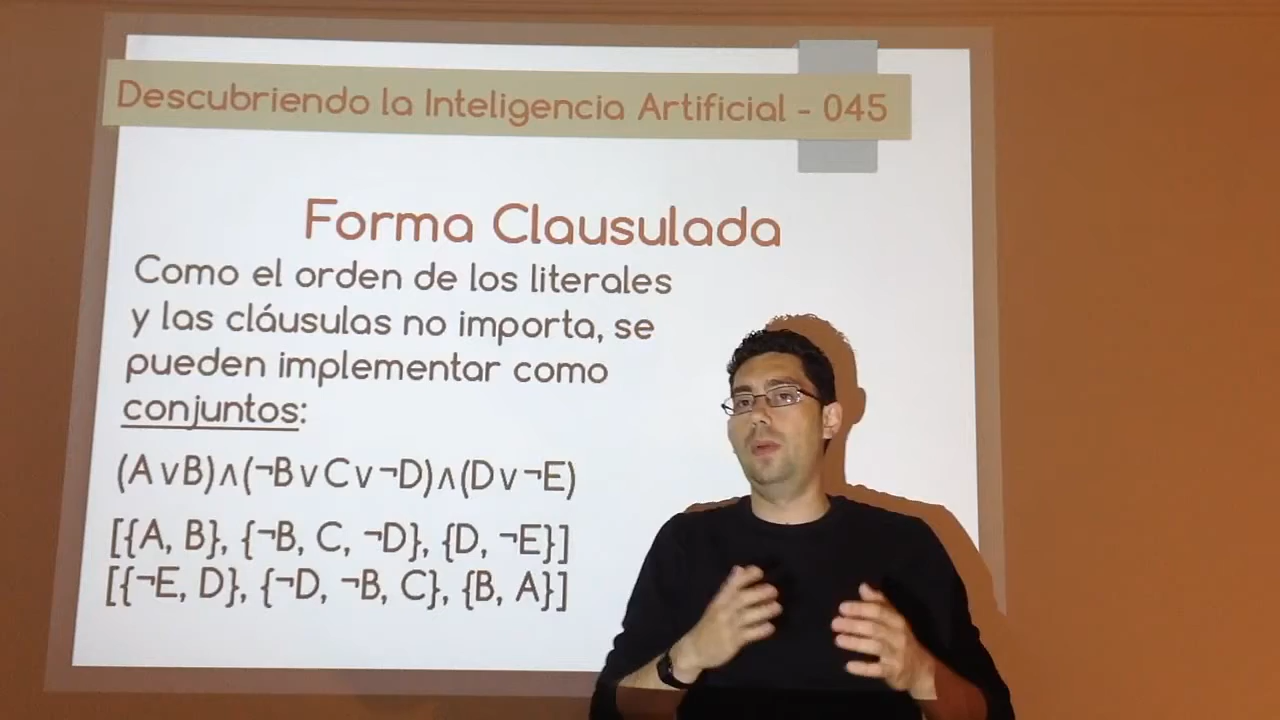 Descubriendo la Inteligencia Artificial - 045
Forma Clausulada
Como el orden de los literales
y las cláusulas no importa, se
pueden implementar como
conjuntos:
(A∨B)∧(¬B∨C∨¬D)∧(D∨¬E)
[{A, B}, {¬B, C, ¬D}, {D, ¬E}]
[{¬E, D}, {¬D, ¬B, C}, {B, A}]